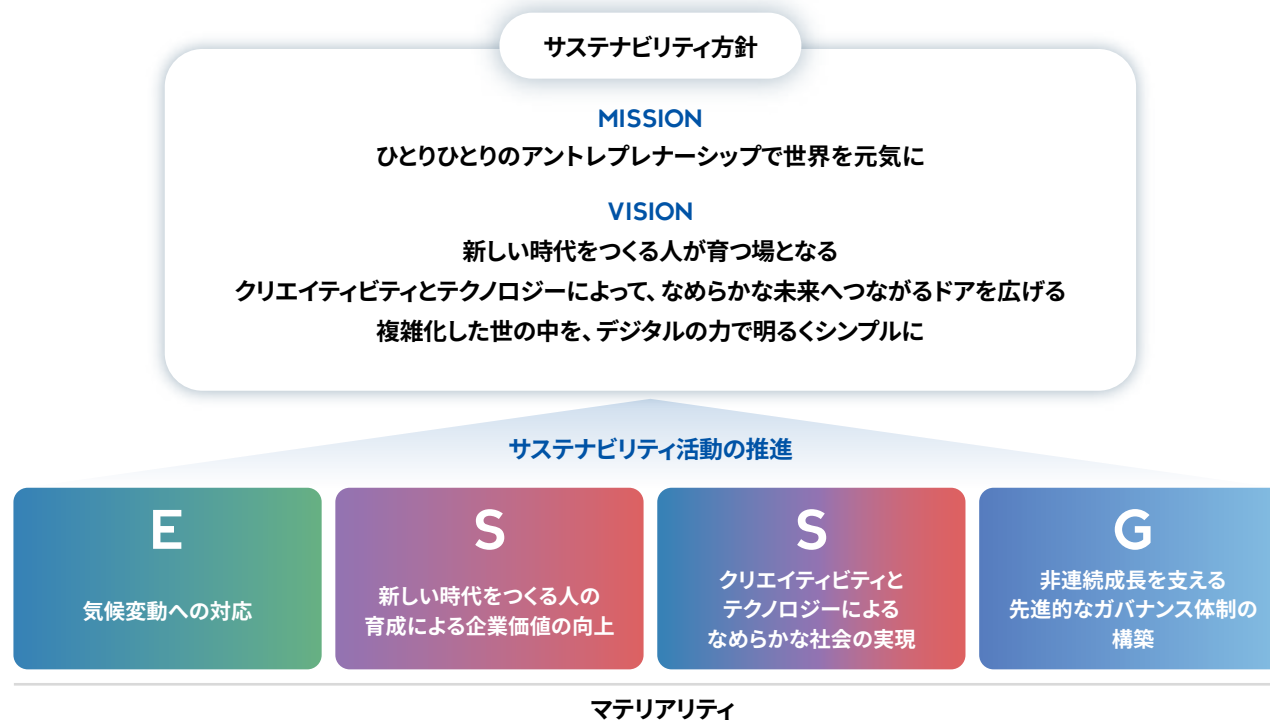 サステナビリティ方針
MISSION
ひとりひとりのアントレプレナーシップで世界を元気に
VISION
新しい時代をつくる人が育つ場となる
クリエイティビティとテクノロジーによって、なめらかな未来へつながるドアを広げる
複雑化した世の中を、デジタルの力で明るくシンプルに
サステナビリティ活動の推進
E
気候変動への対応
S
新しい時代をつくる人の
育成による企業価値の向上
S
クリエイティビティと
テクノロジーによる
なめらかな社会の実現
G
非連続成長を支える
先進的なガバナンス体制の
構築
マテリアリティ